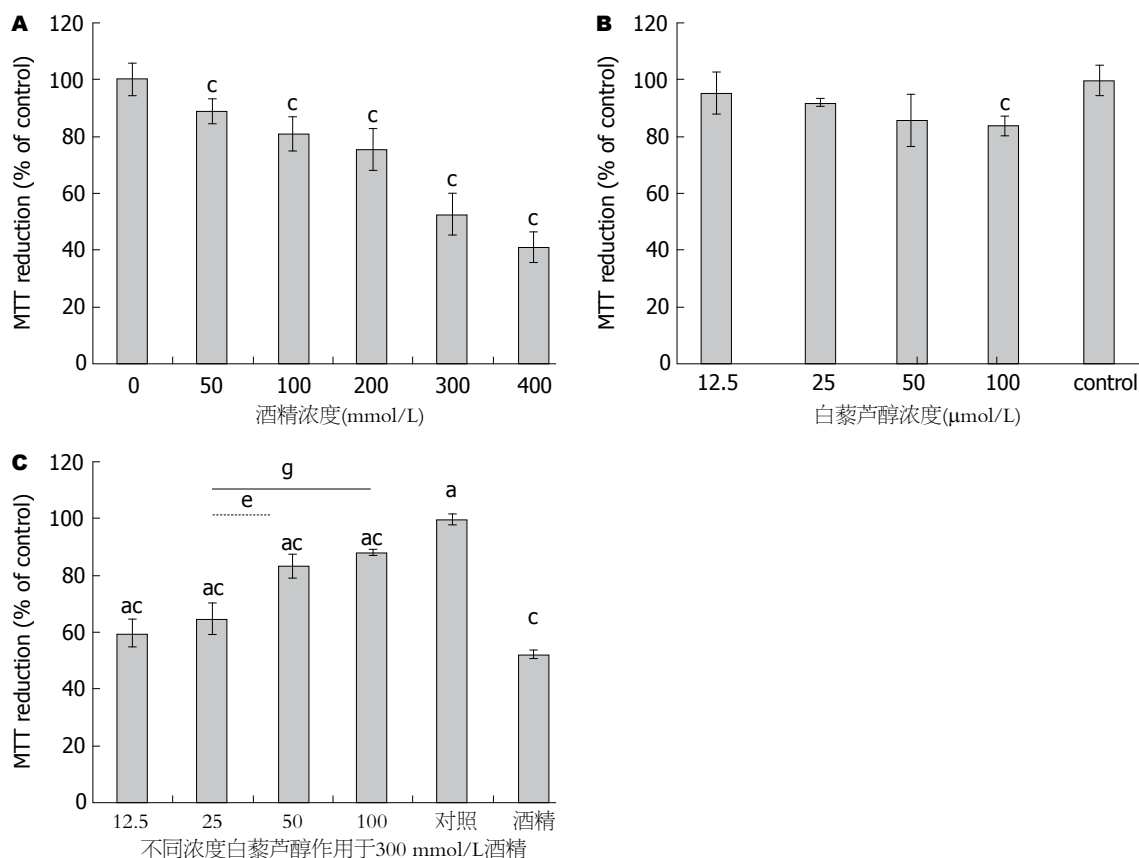 A
MTT reduction (% of control)
120
100
80
60
40
20
0
c
c
c
c
c
0 50 100 200 300 400
酒精浓度(mmol/L)
B
MTT reduction (% of control)
120
100
80
60
40
20
0
c
12.5 25 50 100 control
白藜芦醇浓度(μmol/L)
C
MTT reduction (% of control)
120
100
80
60
40
20
0
g
e
ac ac ac ac a c
12.5 25 50 100 对照 酒精
不同浓度白藜芦醇作用于300 mmol/L酒精